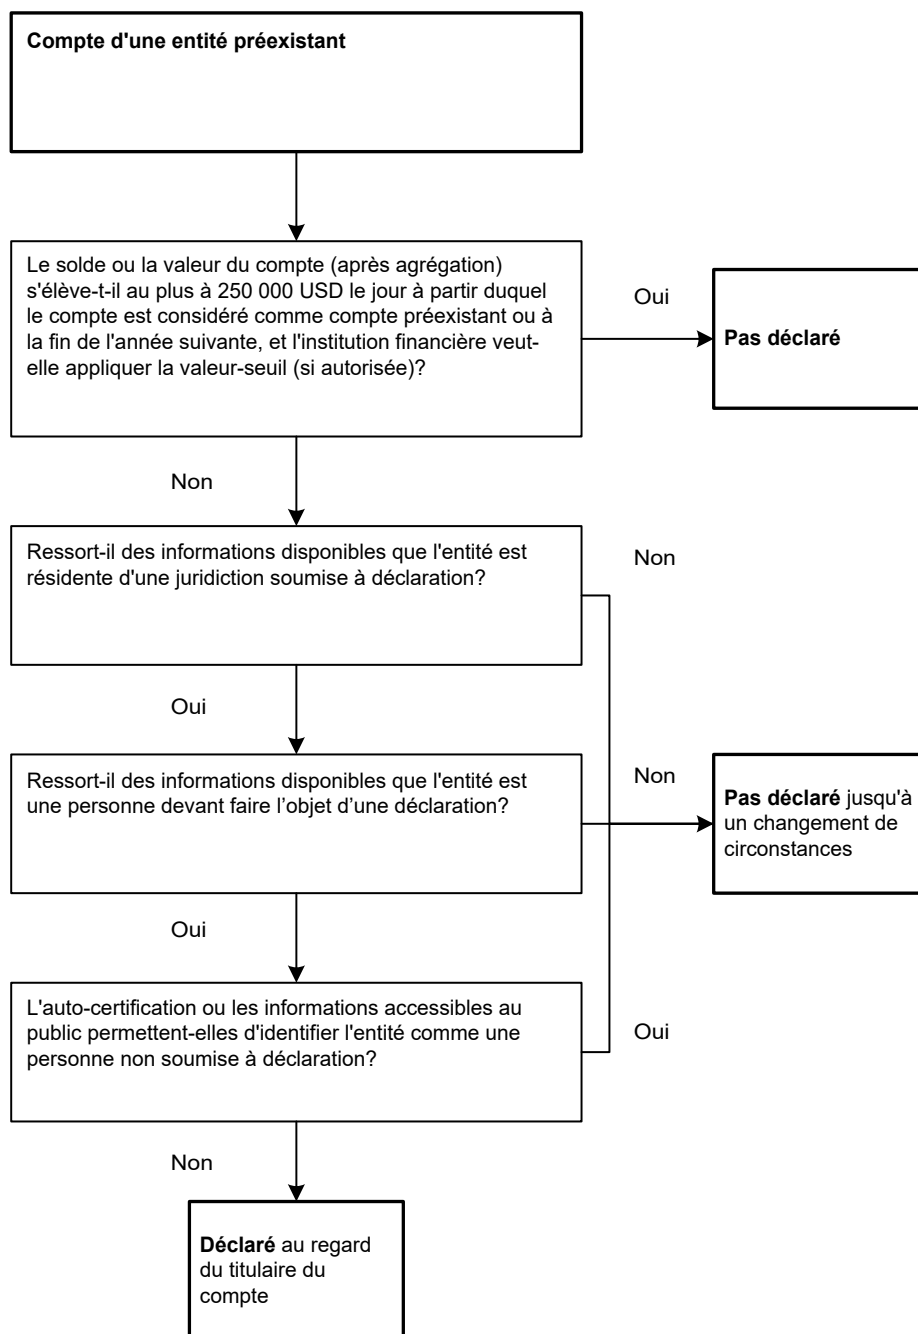 Compte d'une entité préexistant
Le solde ou la valeur du compte (après agrégation)
s'élève-t-il au plus à 250 000 USD le jour à partir duquel
le compte est considéré comme compte préexistant ou à
la fin de l'année suivante, et l'institution financière veut-
elle appliquer la valeur-seuil (si autorisée)?
Oui
Pas déclaré
Non
Ressort-il des informations disponibles que l'entité est
résidente d'une juridiction soumise à déclaration?
Non
Oui
Ressort-il des informations disponibles que l'entité est
une personne devant faire l’objet d’une déclaration?
Non
Pas déclaré jusqu'à
un changement de
circonstances
Oui
L'auto-certification ou les informations accessibles au
public permettent-elles d'identifier l'entité comme une
personne non soumise à déclaration?
Oui
Non
Déclaré au regard
du titulaire du
compte